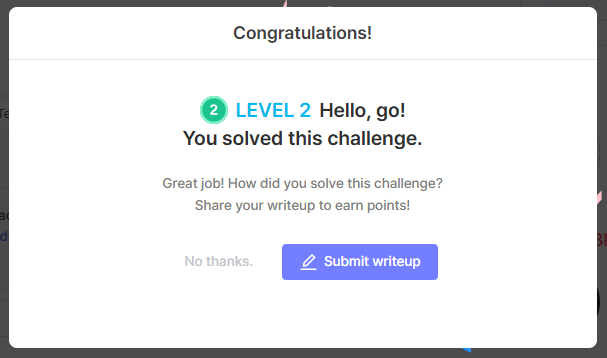 Congratulations!
2 LEVEL 2 Hello, go!
You solved this challenge.
Great job! How did you solve this challenge?
Share your writeup to earn points!
No thanks. Submit writeup